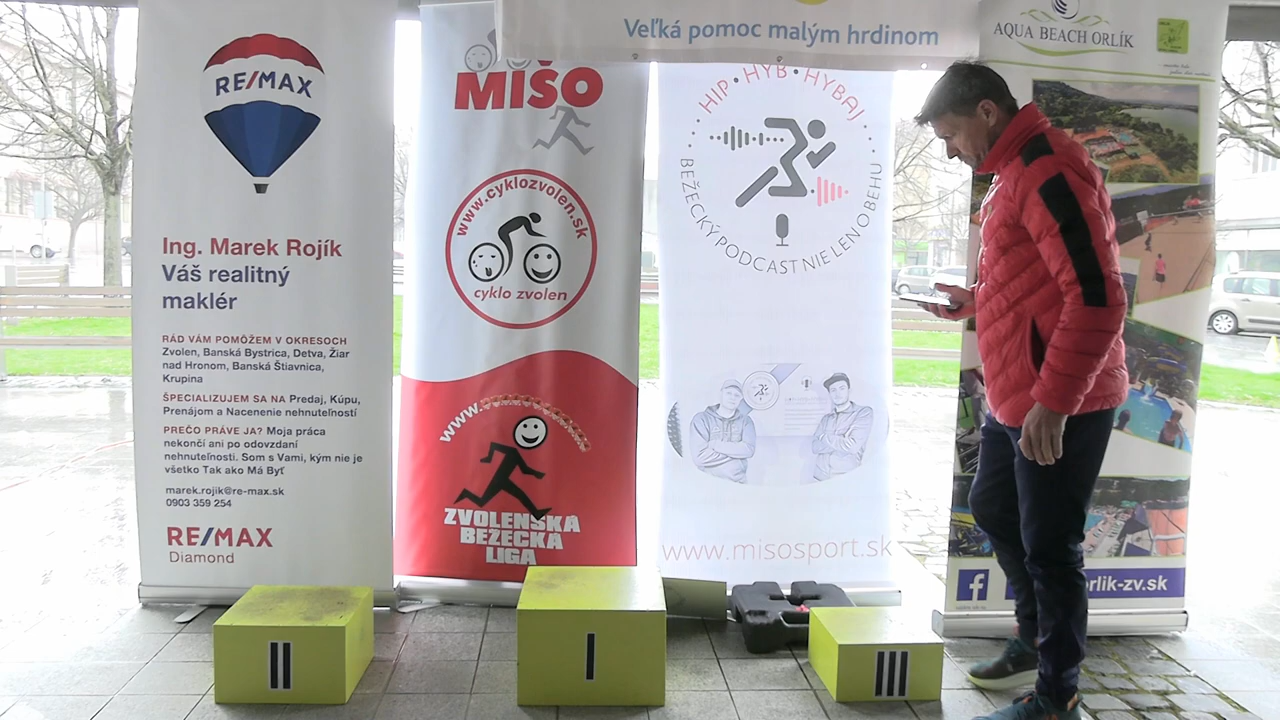 Veľká pomoc malým hrdinom
RE/MAX
Ing. Marek Rojík
Váš realitný
maklér
RÁD VÁM POMÔŽEM V OKRESOCH
Zvolen, Banská Bystrica, Detva, Žiar
nad Hronom, Banská Štiavnica,
Krupina
ŠPECIALIZUJEM SA NA Predaj, Kúpu,
Prenájom a Nacenenie nehnuteľností
PREČO PRÁVE JA? Moja práca
nekončí ani po odovzdaní
nehnuteľnosti. Som s Vami, kým nie je
všetko Tak ako Má Byť
marek.rojik@re-max.sk
0903 359 254
RE/MAX
Diamond
MIŠO
www.cyklozvolen.sk
cyklo zvolen
www.
ZVOLENSKÁ
BEŽECKÁ
LIGA
HIP • HYB • HYBAJ
BEŽECKÝ PODCAST NIE LEN O BEHU
www.misosport.sk
AQUA BEACH ORLÍK
f
orlik-zv.sk
II
I
III